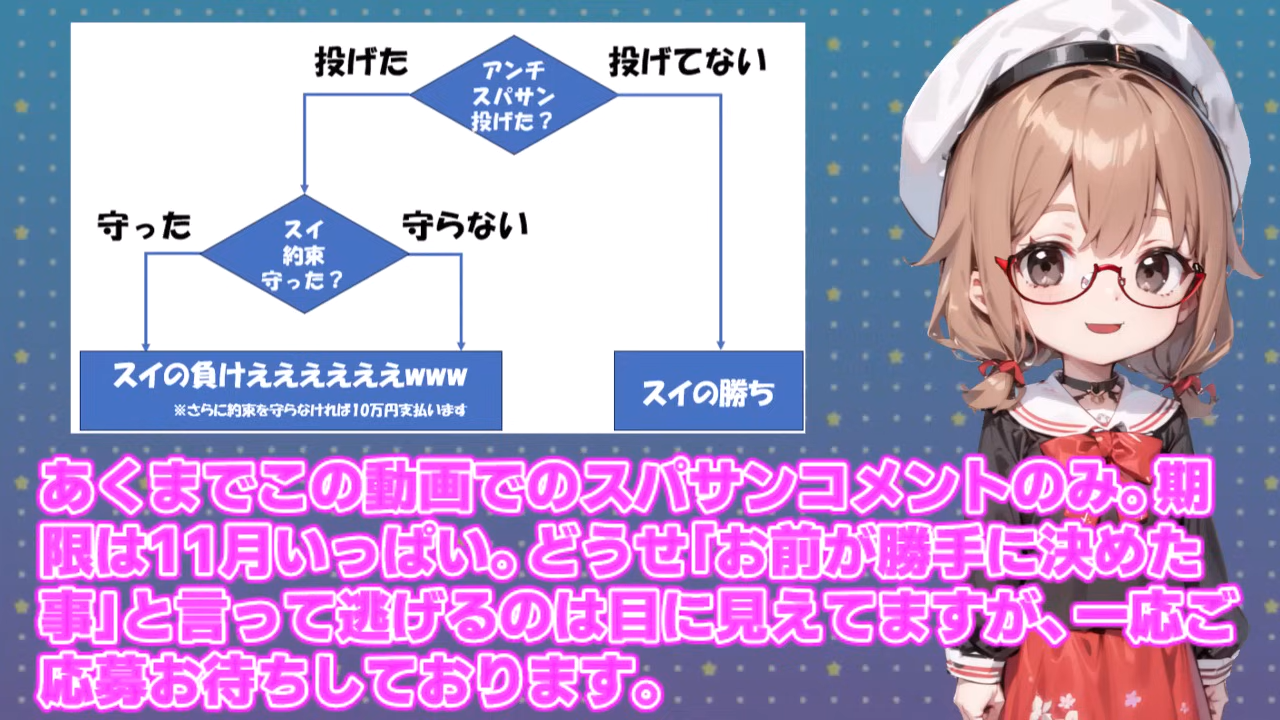 投げた
アンチ
スパサン
投げた？
投げてない
守った
スイ
約束
守った？
守らない
スイの負けええええええwww
※さらに約束を守らなければ10万円支払います
スイの勝ち
あくまでこの動画でのスパサンコメントのみ。期
限は11月いっぱい。どうせ「お前が勝手に決めた
事」と言って逃げるのは目に見えてますが、一応ご
応募お待ちしております。